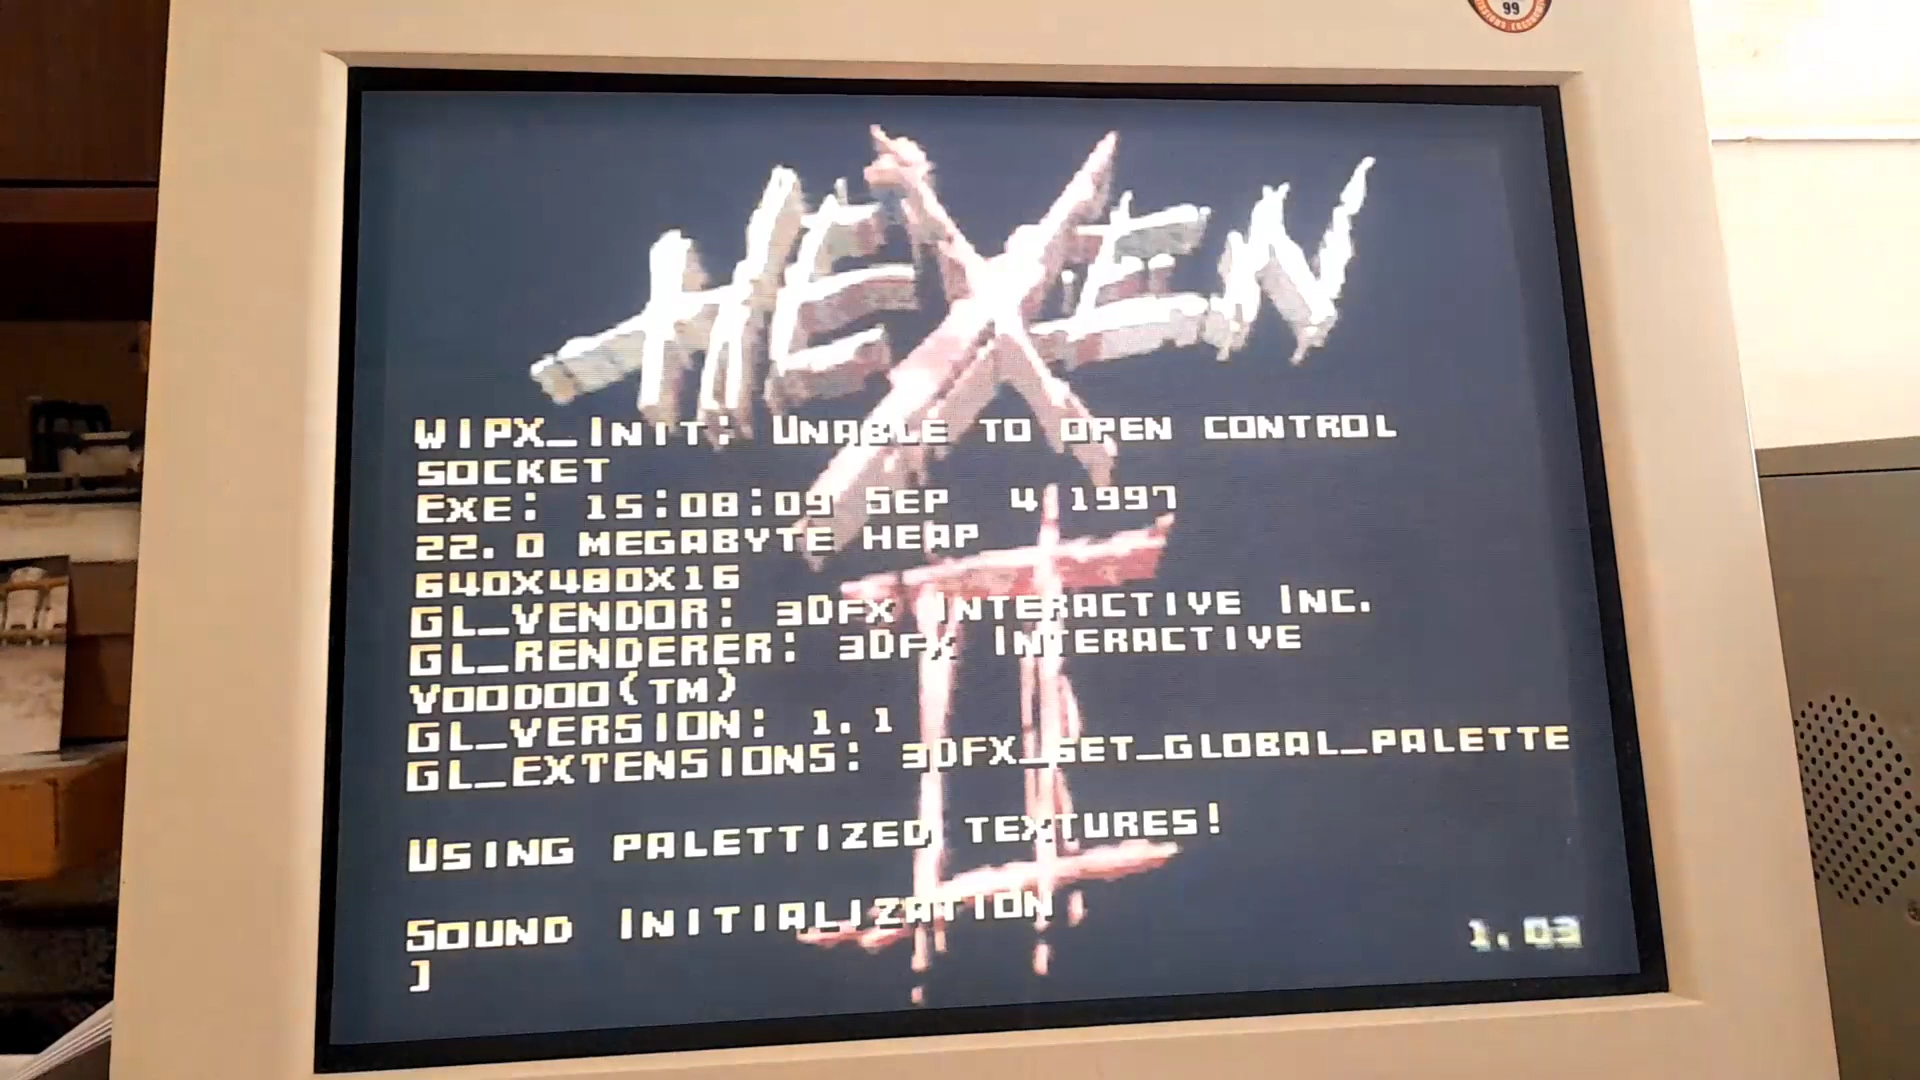 99
HEXEN
II
WIPX_Init: Unable to open control
socket
Exe: 15:08:09 Sep  4 1997
22.0 megabyte heap
640x480x16
GL_VENDOR: 3Dfx Interactive Inc.
GL_RENDERER: 3Dfx Interactive
Voodoo(tm)
GL_VERSION: 1.1
GL_EXTENSIONS: 3DFX_set_global_palette
Using palettized textures!
Sound Initialization
]
1.03